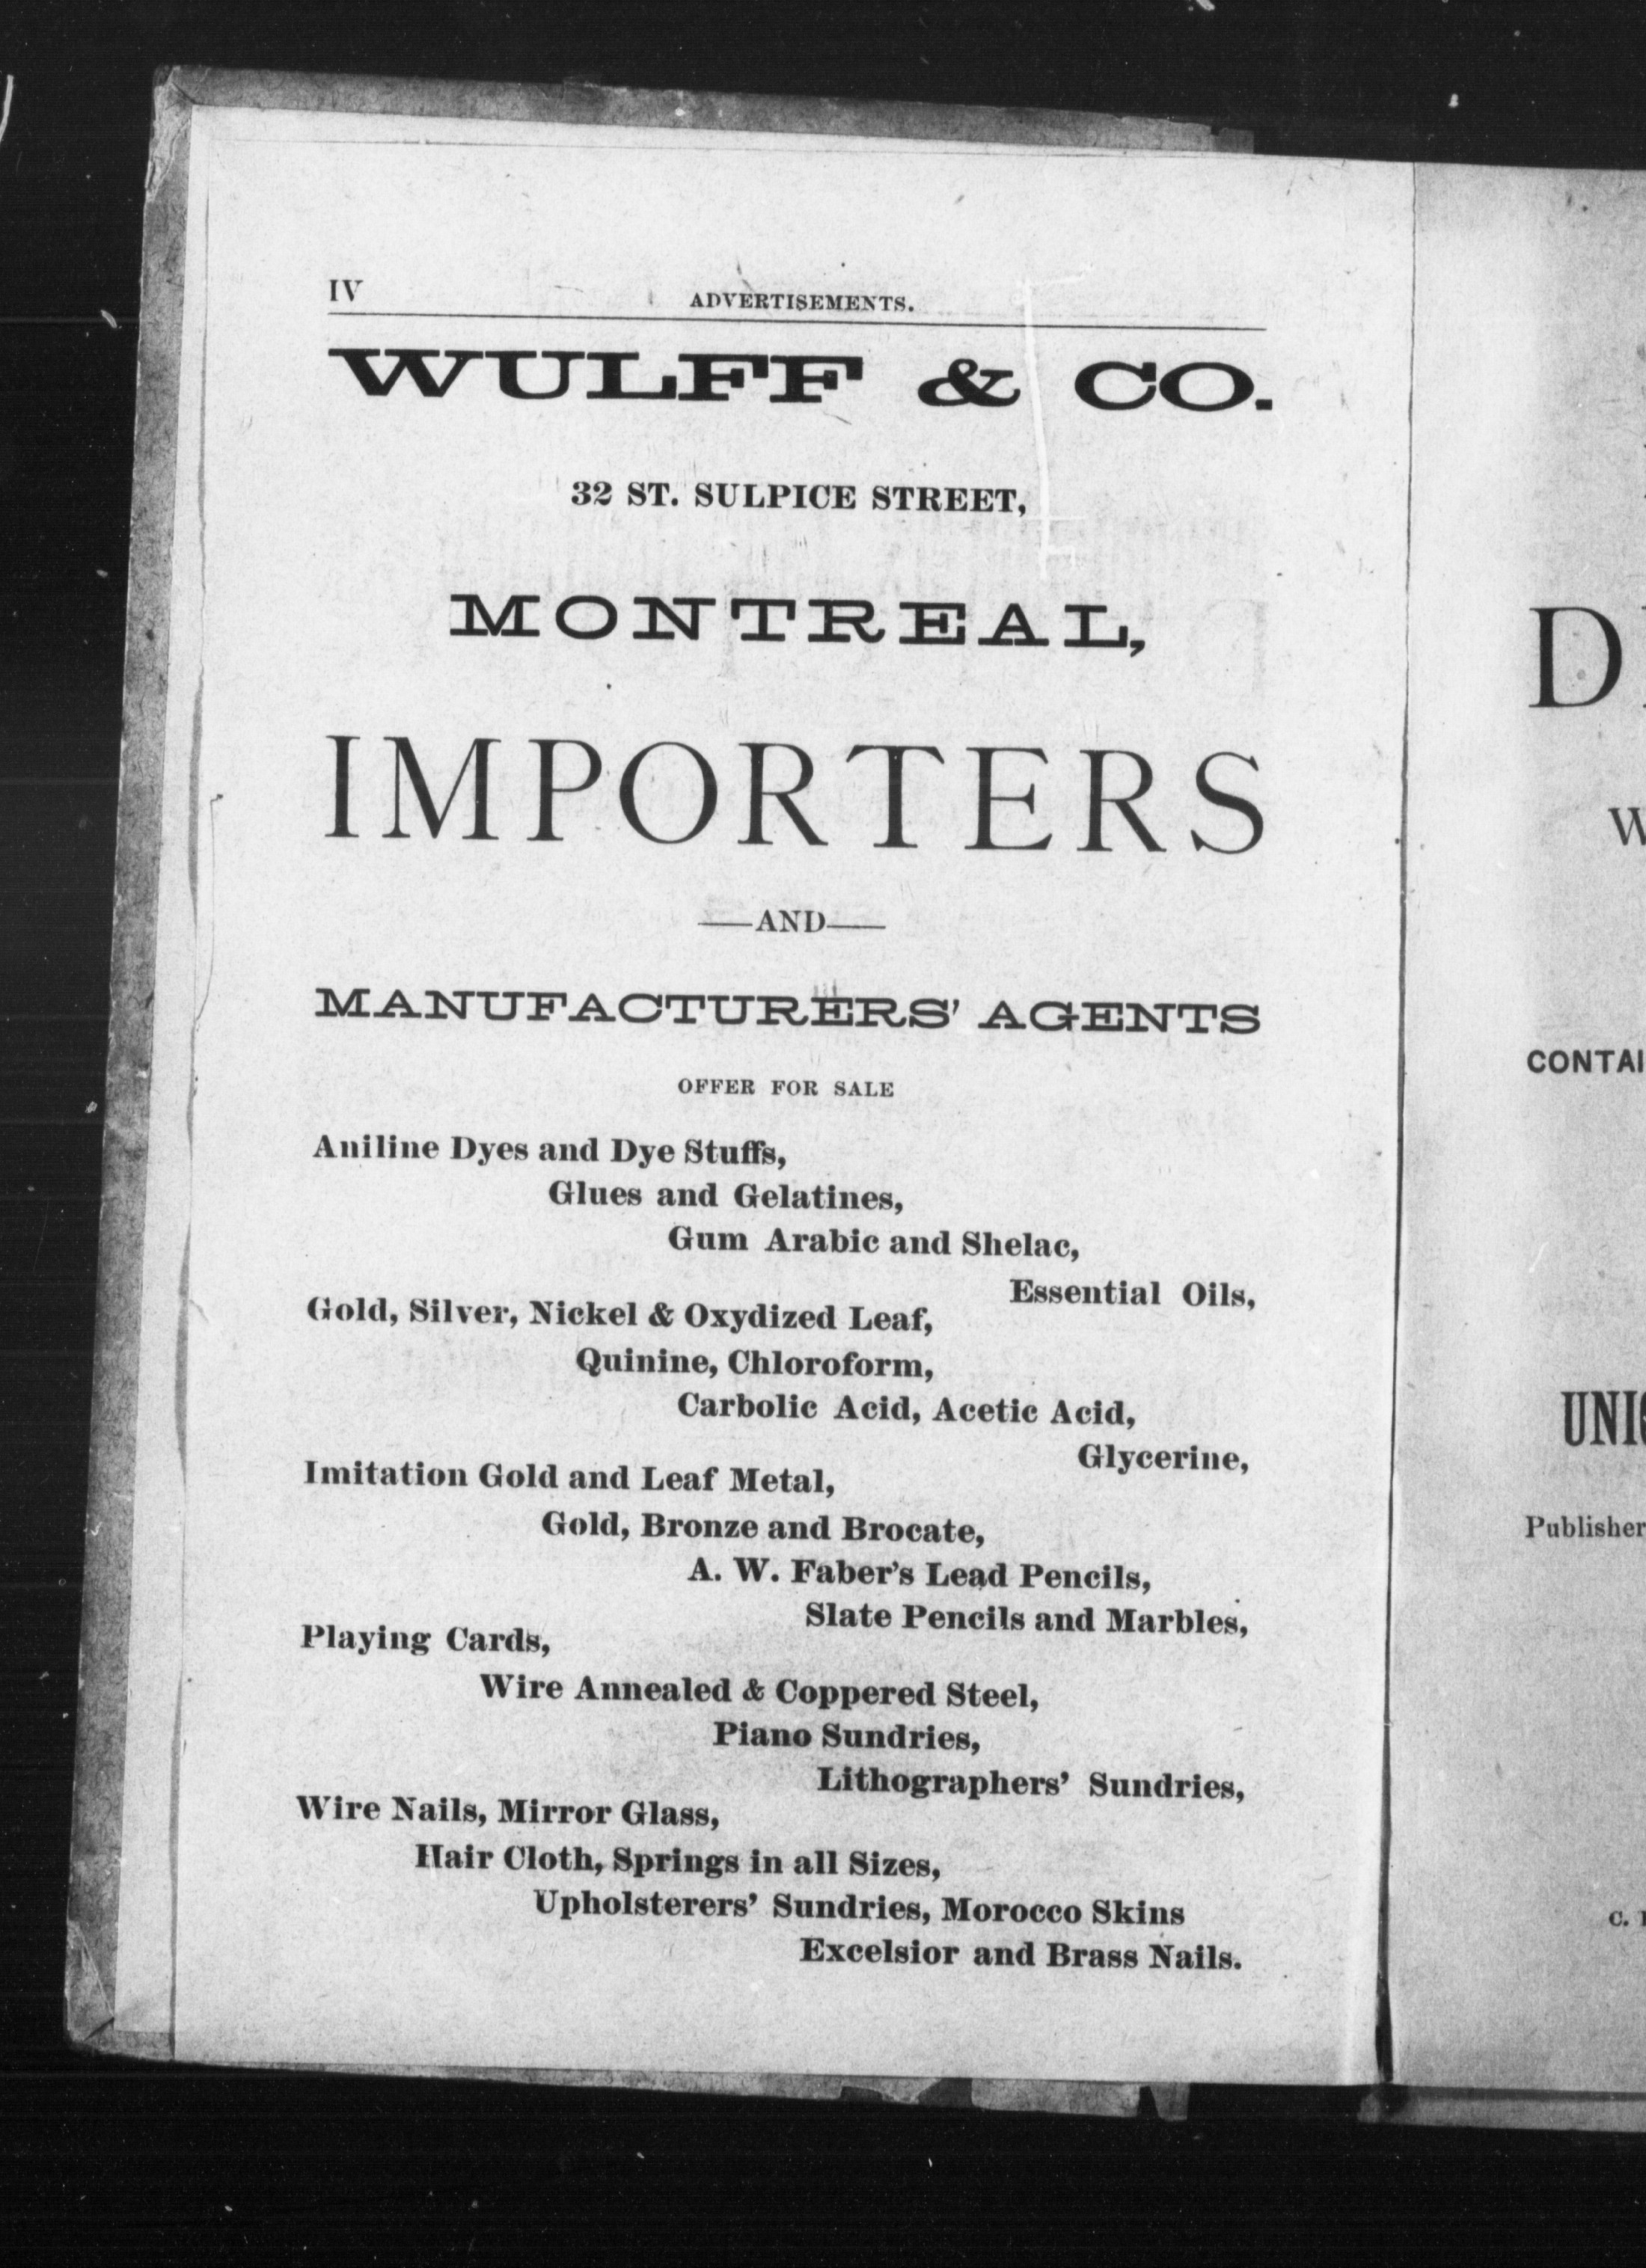 IV
ADVERTISEMENTS.
WULFF & CO.
32 ST. SULPICE STREET,
MONTREAL,
IMPORTERS
—AND—
MANUFACTURERS' AGENTS
OFFER FOR SALE
Aniline Dyes and Dye Stuffs,
Glues and Gelatines,
Gum Arabic and Shelac,
Essential Oils,
Gold, Silver, Nickel & Oxydized Leaf,
Quinine, Chloroform,
Carbolic Acid, Acetic Acid,
Glycerine,
Imitation Gold and Leaf Metal,
Gold, Bronze and Brocate,
A. W. Faber's Lead Pencils,
Slate Pencils and Marbles,
Playing Cards,
Wire Annealed & Coppered Steel,
Piano Sundries,
Lithographers' Sundries,
Wire Nails, Mirror Glass,
Hair Cloth, Springs in all Sizes,
Upholsterers' Sundries, Morocco Skins
Excelsior and Brass Nails.
D
W
CONTAI
UNI
Publisher
C.